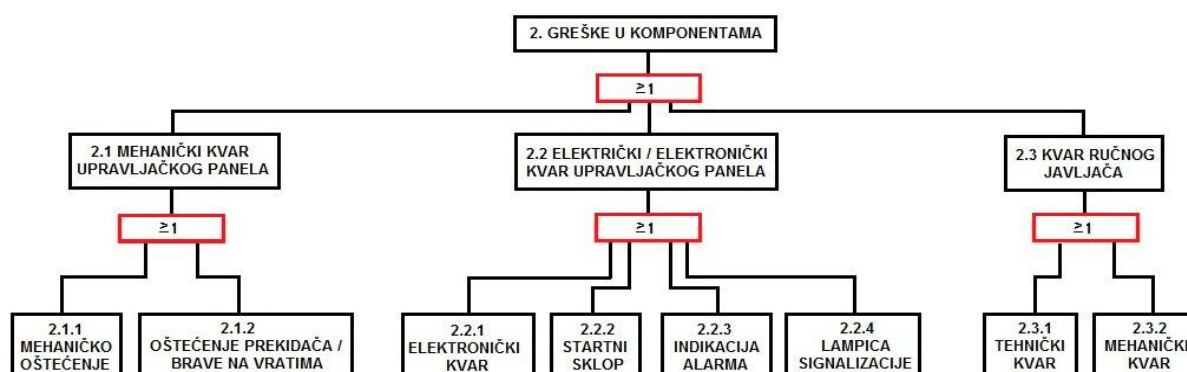 2. GREŠKE U KOMPONENTAMA
≥1
2.1 MEHANIČKI KVAR
UPRAVLJAČKOG PANELA
2.2 ELEKTRIČKI / ELEKTRONIČKI
KVAR UPRAVLJAČKOG PANELA
2.3 KVAR RUČNOG
JAVLJAČA
≥1
≥1
≥1
2.1.1
MEHANIČKO
OŠTEĆENJE
2.1.2
OŠTEĆENJE PREKIDAČA /
BRAVE NA VRATIMA
2.2.1
ELEKTRONIČKI
KVAR
2.2.2
STARTNI
SKLOP
2.2.3
INDIKACIJA
ALARMA
2.2.4
LAMPICA
SIGNALIZACIJE
2.3.1
TEHNIČKI
KVAR
2.3.2
MEHANIČKI
KVAR